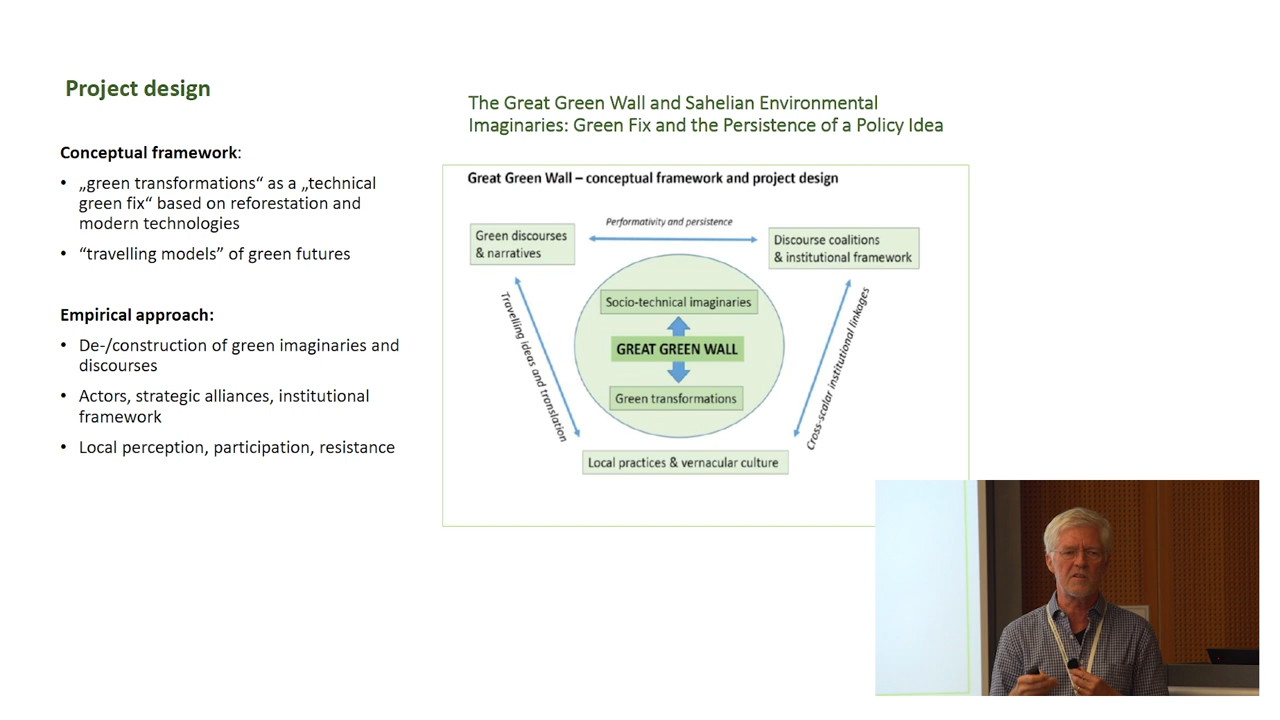 Project design
Conceptual framework:
• „green transformations“ as a „technical
green fix“ based on reforestation and
modern technologies
• “travelling models” of green futures
Empirical approach:
• De-/construction of green imaginaries and
discourses
• Actors, strategic alliances, institutional
framework
• Local perception, participation, resistance
The Great Green Wall and Sahelian Environmental
Imaginaries: Green Fix and the Persistence of a Policy Idea
Great Green Wall – conceptual framework and project design
Performativity and persistence
Green discourses
& narratives
Discourse coalitions
& institutional framework
Socio-technical imaginaries
GREAT GREEN WALL
Green transformations
Travelling ideas and translation
Cross-scalar institutional linkages
Local practices & vernacular culture